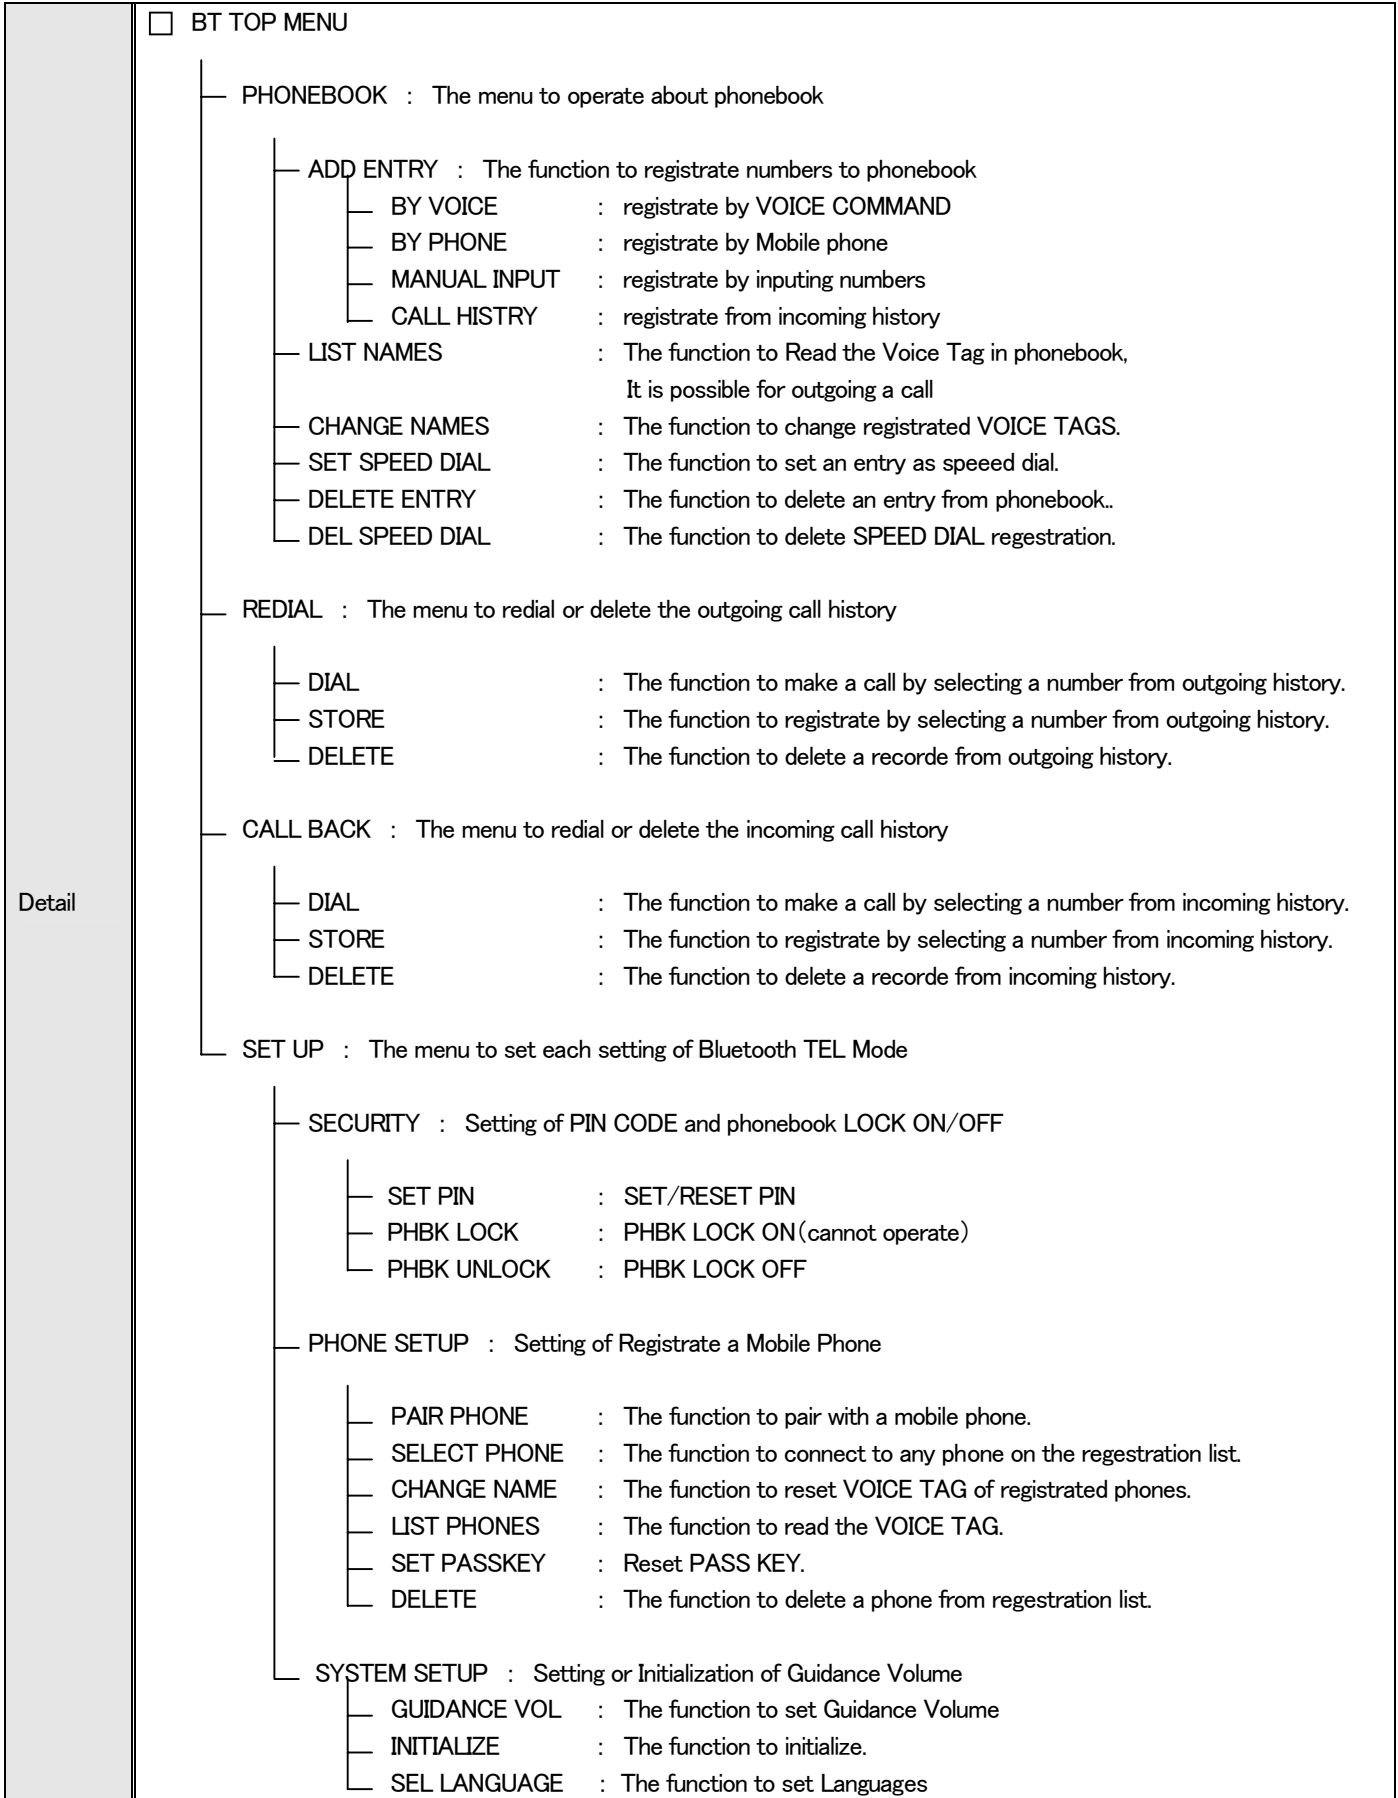 BT TOP MENU
PHONEBOOK : The menu to operate about phonebook
ADD ENTRY : The function to registrate numbers to phonebook
BY VOICE : registrate by VOICE COMMAND
BY PHONE : registrate by Mobile phone
MANUAL INPUT : registrate by inputing numbers
CALL HISTRY : registrate from incoming history
LIST NAMES : The function to Read the Voice Tag in phonebook,
It is possible for outgoing a call
CHANGE NAMES : The function to change registrated VOICE TAGS.
SET SPEED DIAL : The function to set an entry as speeed dial.
DELETE ENTRY : The function to delete an entry from phonebook..
DEL SPEED DIAL : The function to delete SPEED DIAL regestration.
REDIAL : The menu to redial or delete the outgoing call history
DIAL : The function to make a call by selecting a number from outgoing history.
STORE : The function to registrate by selecting a number from outgoing history.
DELETE : The function to delete a recorde from outgoing history.
CALL BACK : The menu to redial or delete the incoming call history
Detail
DIAL : The function to make a call by selecting a number from incoming history.
STORE : The function to registrate by selecting a number from incoming history.
DELETE : The function to delete a recorde from incoming history.
SET UP : The menu to set each setting of Bluetooth TEL Mode
SECURITY : Setting of PIN CODE and phonebook LOCK ON/OFF
SET PIN : SET/RESET PIN
PHBK LOCK : PHBK LOCK ON(cannot operate)
PHBK UNLOCK : PHBK LOCK OFF
PHONE SETUP : Setting of Registrate a Mobile Phone
PAIR PHONE : The function to pair with a mobile phone.
SELECT PHONE : The function to connect to any phone on the regestration list.
CHANGE NAME : The function to reset VOICE TAG of registrated phones.
LIST PHONES : The function to read the VOICE TAG.
SET PASSKEY : Reset PASS KEY.
DELETE : The function to delete a phone from regestration list.
SYSTEM SETUP : Setting or Initialization of Guidance Volume
GUIDANCE VOL : The function to set Guidance Volume
INITIALIZE : The function to initialize.
SEL LANGUAGE : The function to set Languages